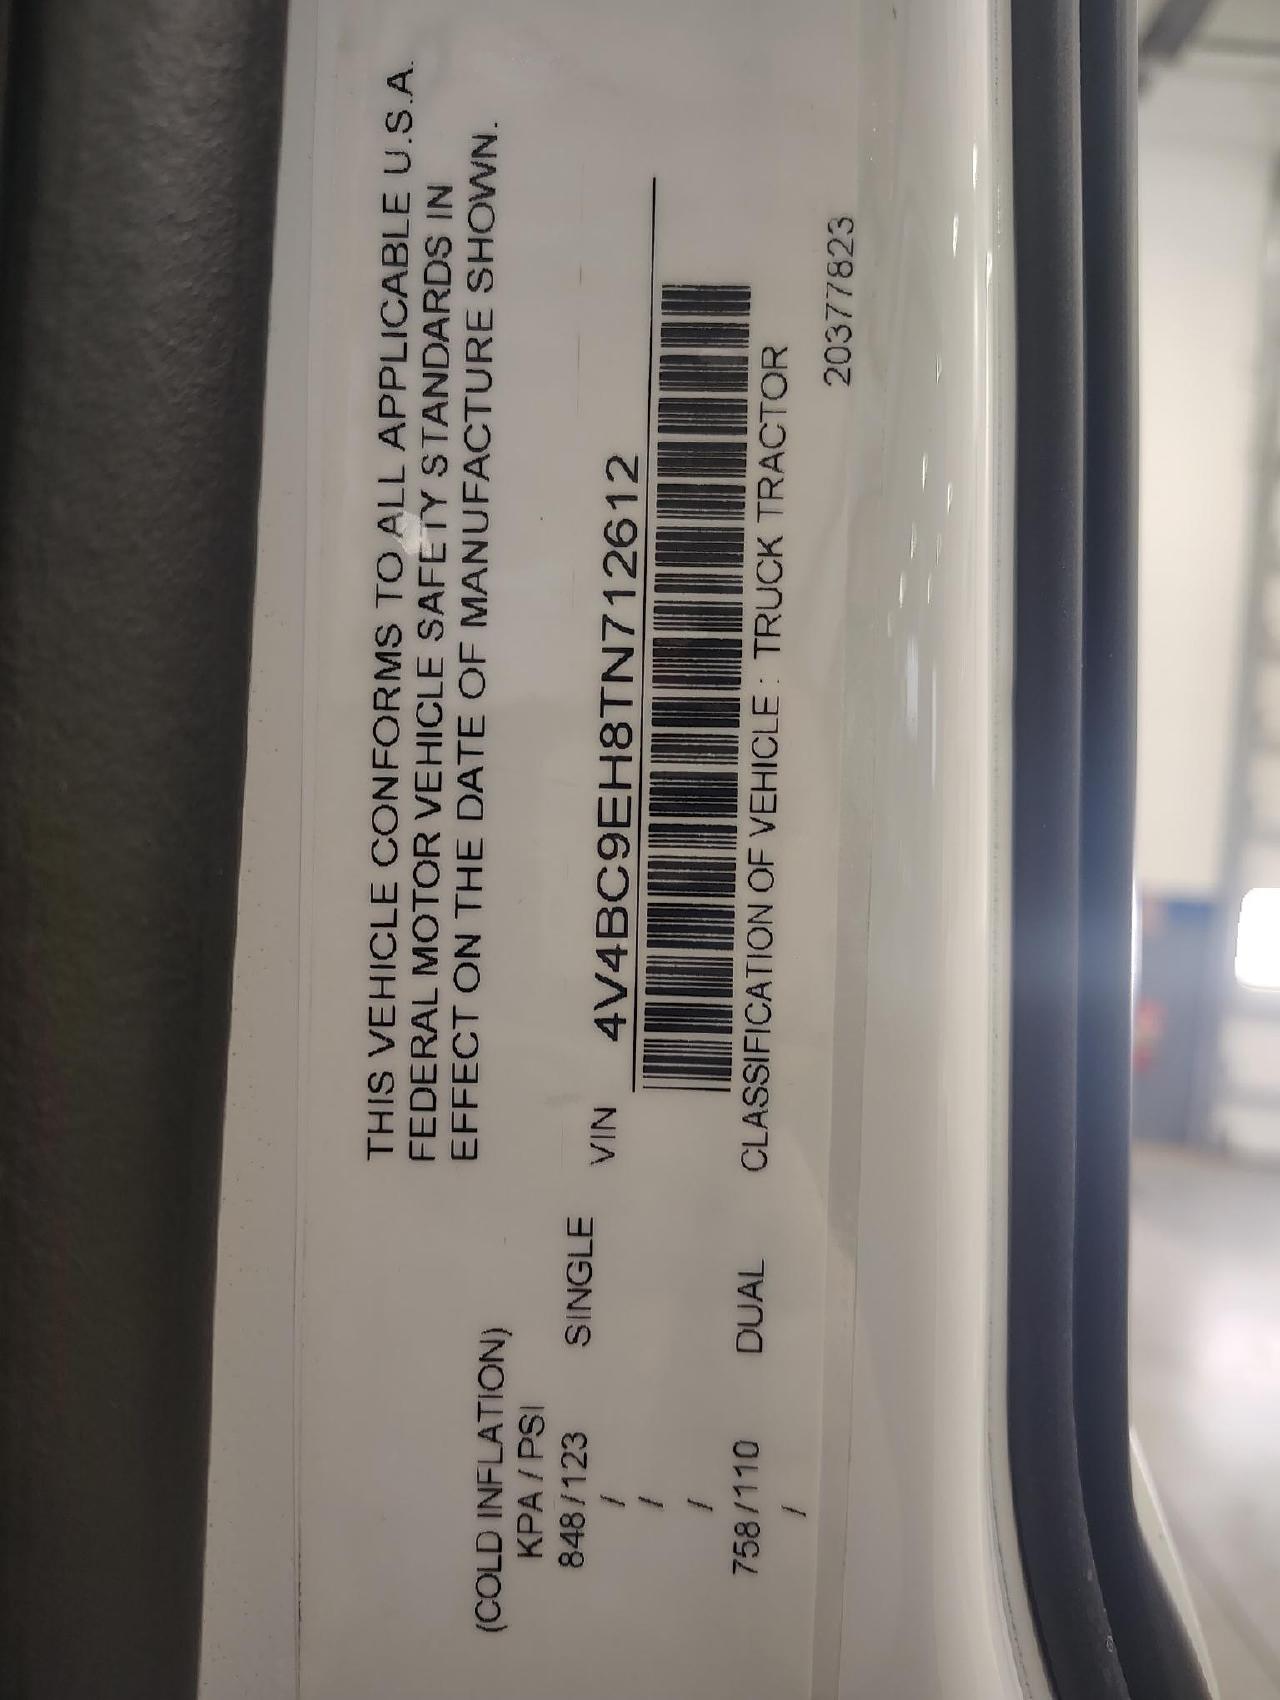 THIS VEHICLE CONFORMS TO ALL APPLICABLE U.S.A.
FEDERAL MOTOR VEHICLE SAFETY STANDARDS IN
EFFECT ON THE DATE OF MANUFACTURE SHOWN.
(COLD INFLATION)
KPA / PSI
848 / 123 SINGLE VIN 4V4BC9EH8TN712612
/
/
/
758 / 110 DUAL CLASSIFICATION OF VEHICLE : TRUCK TRACTOR
/
20377823